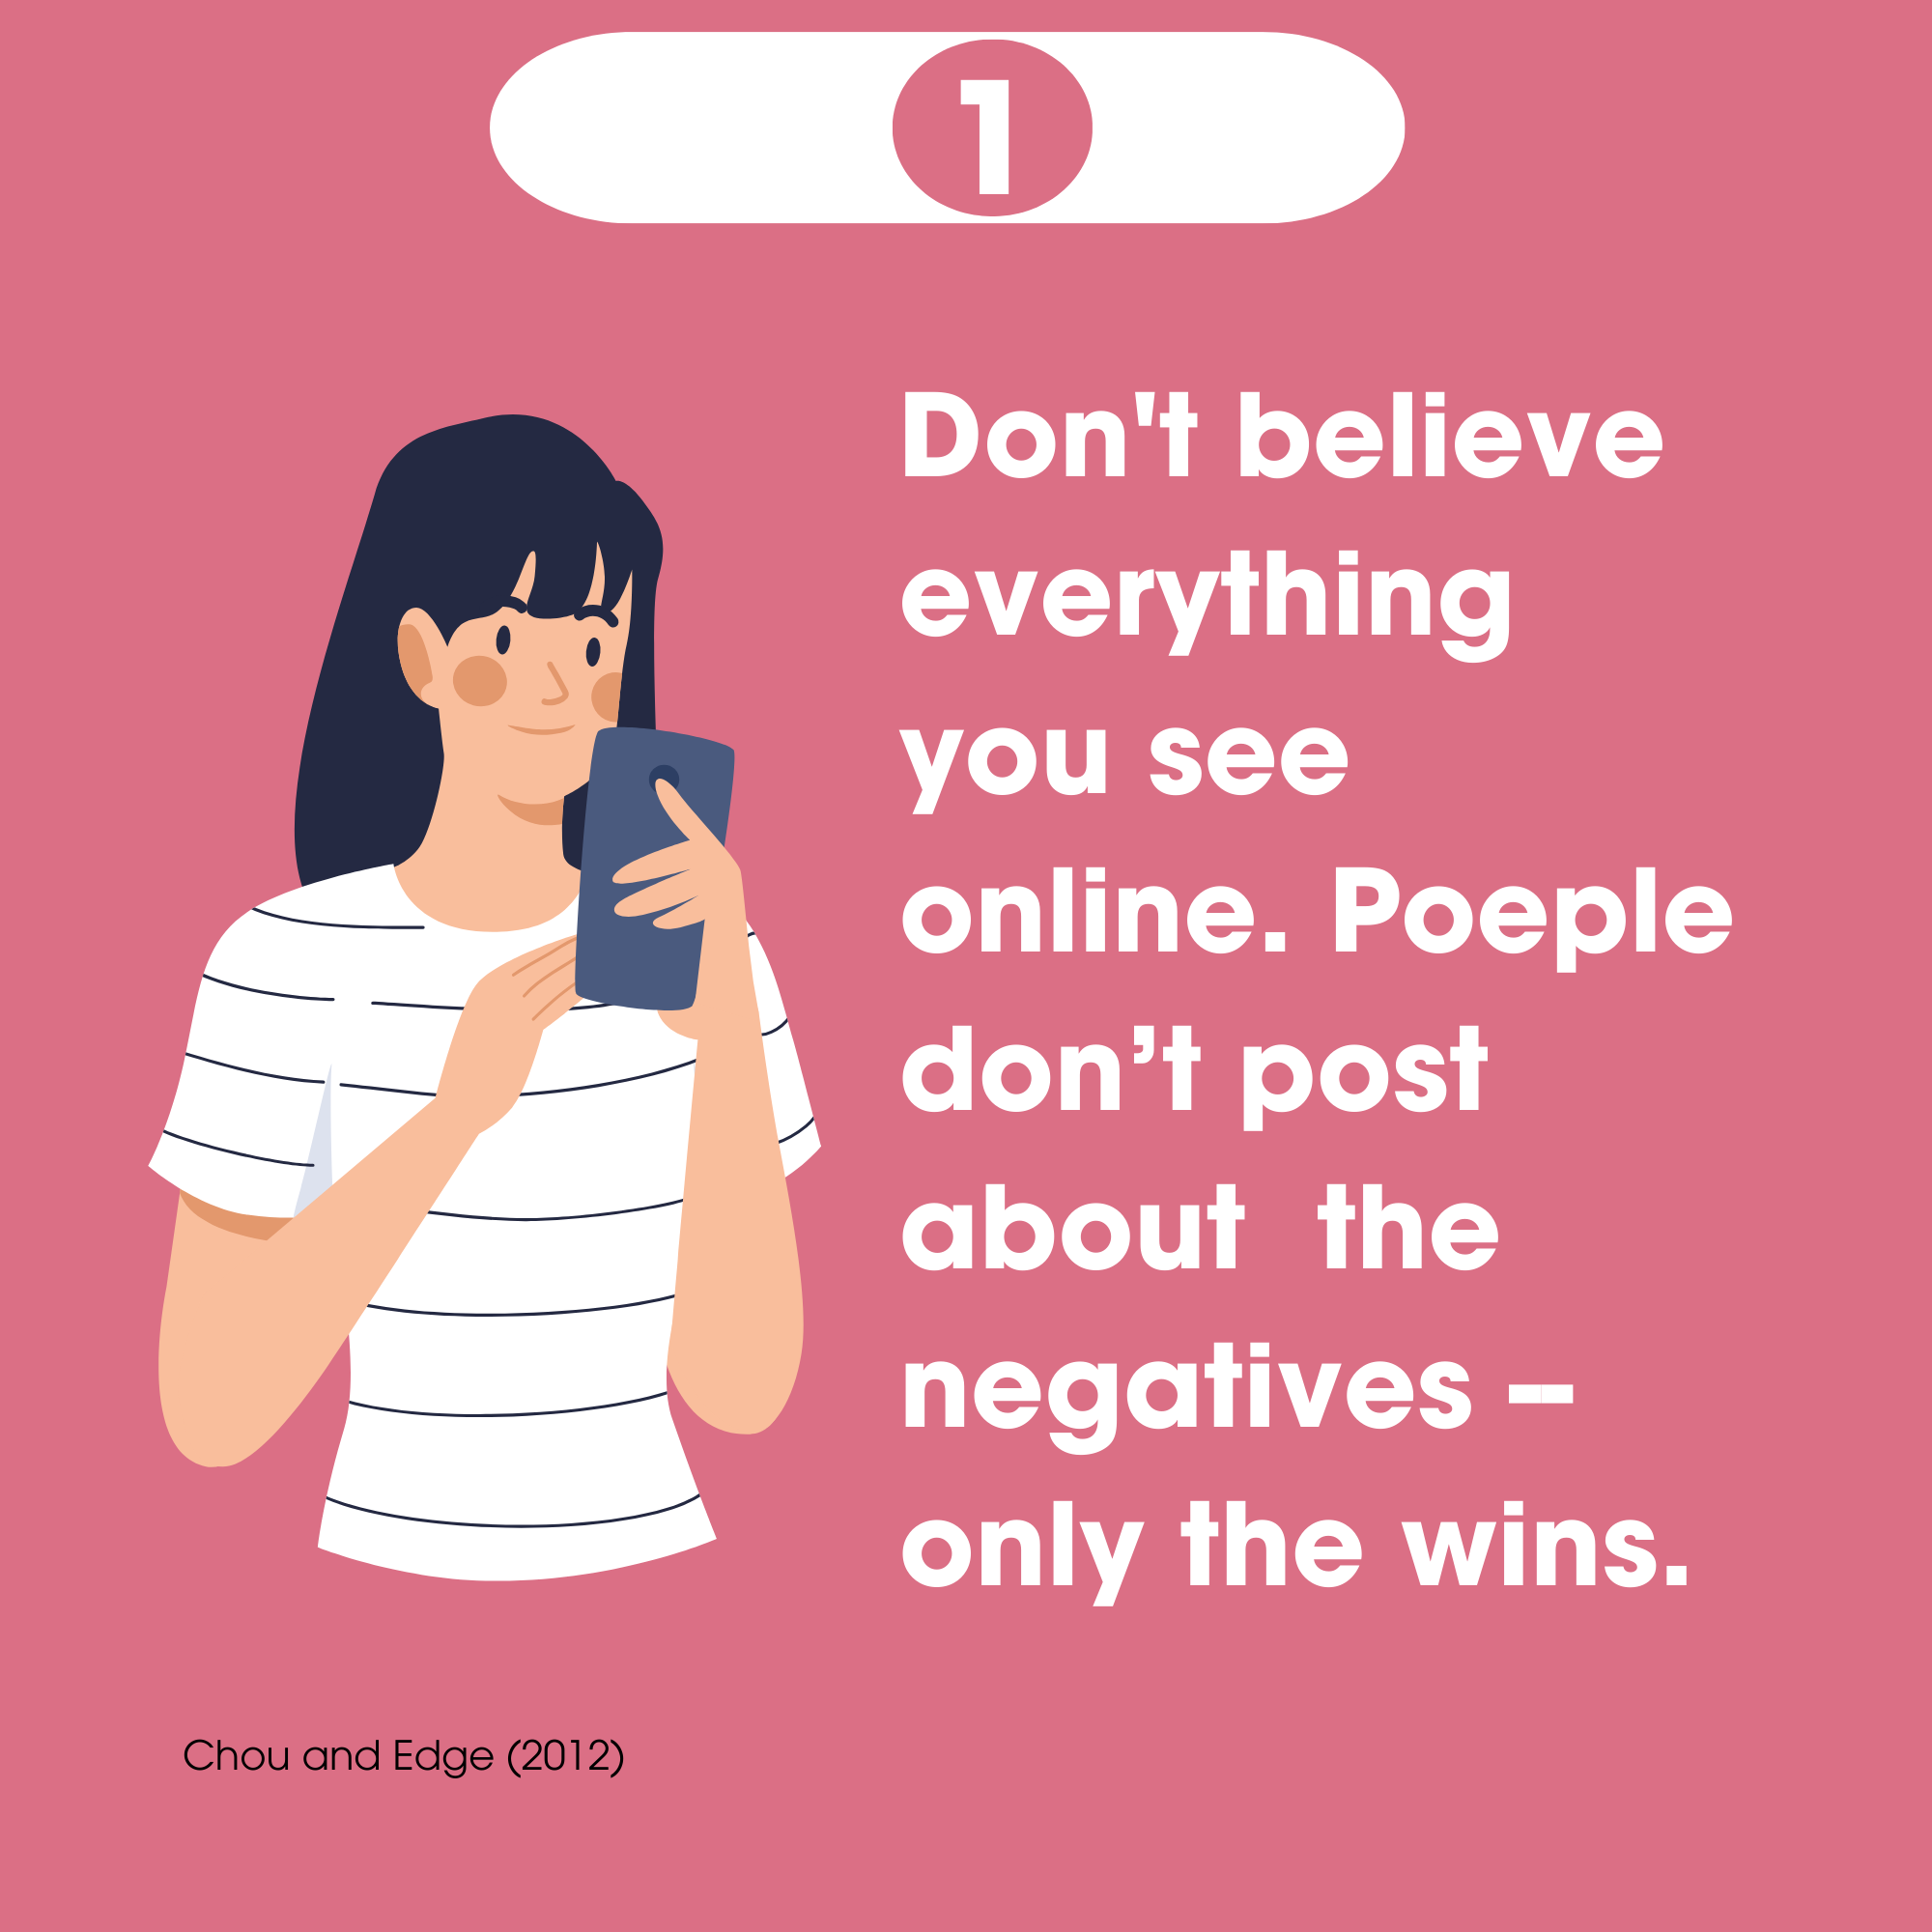 1
Don't believe
everything
you see
online. Poeple
don’t post
about the
negatives --
only the wins.
Chou and Edge (2012)